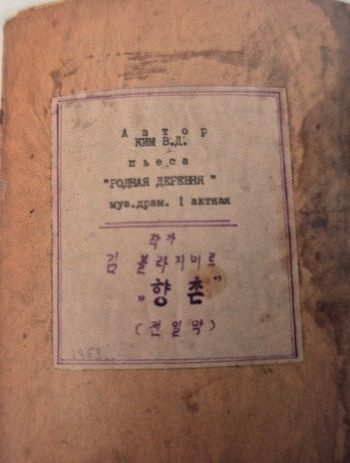 Автор
КИМ В.Д.
пьеса
"РОДНАЯ ДЕРЕВНЯ"
муз.драм. 1 актная
작가
김 블라지미르
„향촌"
(전일막)